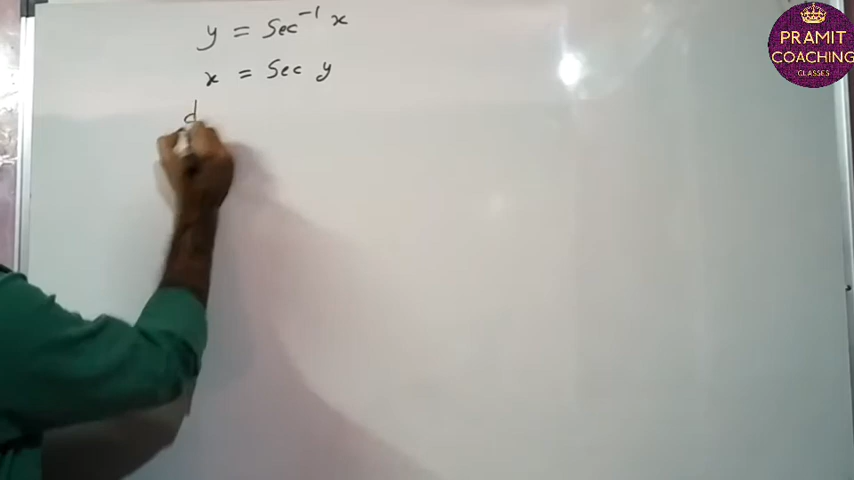 y = Sec⁻¹ x
x = Sec y
d
PRAMIT
COACHING
CLASSES